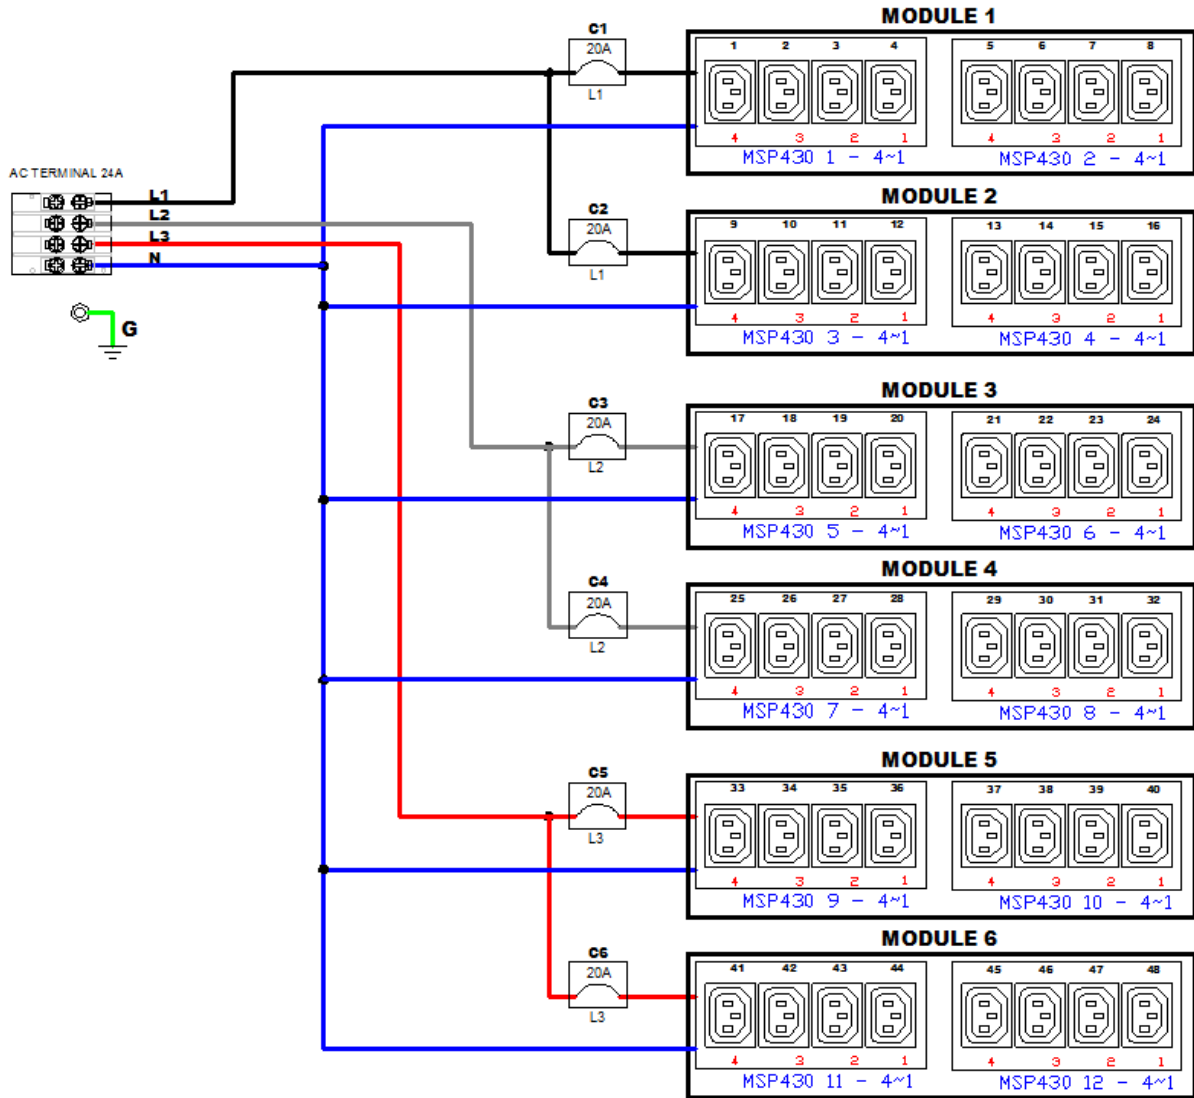 MODULE 1
C1
20A
L1
1 2 3 4 5 6 7 8
4 3 2 1 4 3 2 1
MSP430 1 - 4~1 MSP430 2 - 4~1
AC TERMINAL 24A
L1
L2
L3
N
G
MODULE 2
C2
20A
L1
9 10 11 12 13 14 15 16
4 3 2 1 4 3 2 1
MSP430 3 - 4~1 MSP430 4 - 4~1
MODULE 3
C3
20A
L2
17 18 19 20 21 22 23 24
4 3 2 1 4 3 2 1
MSP430 5 - 4~1 MSP430 6 - 4~1
MODULE 4
C4
20A
L2
25 26 27 28 29 30 31 32
4 3 2 1 4 3 2 1
MSP430 7 - 4~1 MSP430 8 - 4~1
MODULE 5
C5
20A
L3
33 34 35 36 37 38 39 40
4 3 2 1 4 3 2 1
MSP430 9 - 4~1 MSP430 10 - 4~1
MODULE 6
C6
20A
L3
41 42 43 44 45 46 47 48
4 3 2 1 4 3 2 1
MSP430 11 - 4~1 MSP430 12 - 4~1